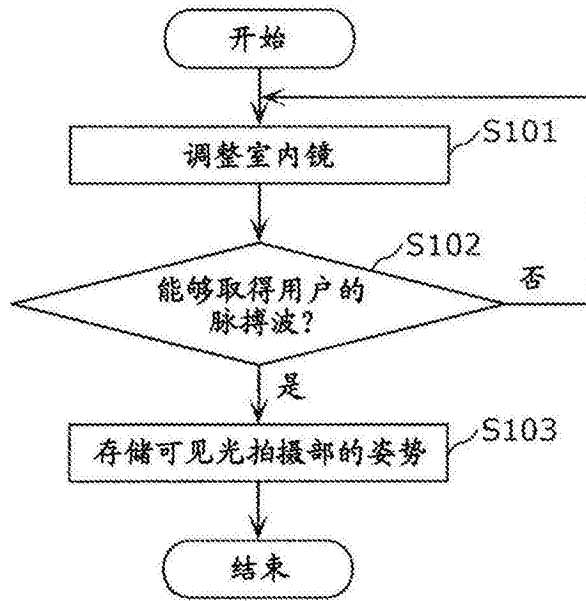 开始
调整室内镜
S101
能够取得用户的
脉搏波?
S102
否
是
存储可见光拍摄部的姿势
S103
结束